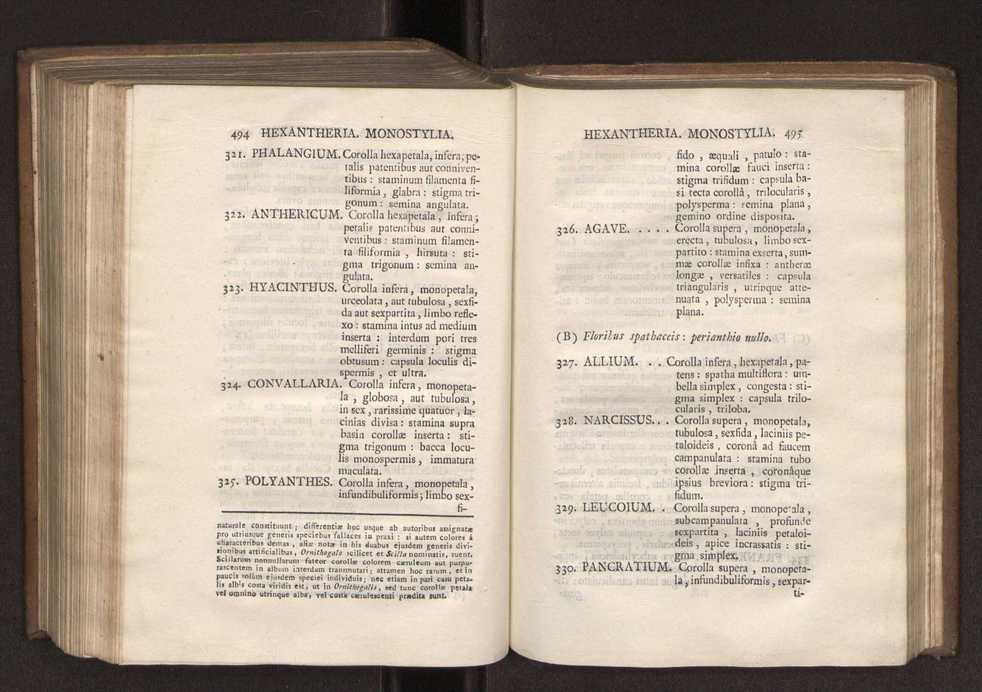 494 HEXANTHERIA. MONOSTYLIA.
321. PHALANGIUM. Corolla hexapetala, infera; pe-
talis patentibus aut conniven-
tibus : staminum filamenta fi-
liformia, glabra : stigma tri-
gonum : semina angulata.
322. ANTHERICUM. Corolla hexapetala, infera;
petalis patentibus aut conni-
ventibus : staminum filamen-
ta filiformia, hirsuta : sti-
gma trigonum : semina an-
gulata.
323. HYACINTHUS. Corolla infera, monopetala,
urceolata, aut tubulosa, sexfi-
da aut sexpartita, limbo refle-
xo : stamina intus ad medium
inserta : interdum pori tres
melliferi germinis : stigma
obtusum : capsula loculis di-
spermis, et ultra.
324. CONVALLARIA. Corolla infera, monopeta-
la, globosa, aut tubulosa,
in sex, rarissime quatuor, la-
cinias divisa : stamina supra
basin corollæ inserta : sti-
gma trigonum : bacca locu-
lis monospermis, immatura
maculata.
325. POLYANTHES. Corolla infera, monopetala,
infundibuliformis; limbo sex-
fi-
naturale constituunt; differentiæ hoc usque ab autoribus assignatæ
pro utriusque generis speciebus fallaces in praxi : si autem colores à
characteribus demas, aliæ notæ in his duabus ejusdem generis divi-
sionibus artificialibus, Ornithogalo scilicet et Scilla nominatis, ruent.
Scillarum nonnullarum fateor corollæ colorem cæruleum aut purpu-
rascentem in album interdum transmutari; attamen hoc rarum, et in
paucis solùm ejusdem speciei individuis; nec etiam in pari casu peta-
lis albis costa viridis est, ut in Ornithogalis, sed tunc corollæ petala
vel omnino utrinque alba, vel costa cærulescenti prædita sunt.
HEXANTHERIA. MONOSTYLIA. 495
fido, æquali, patulo : sta-
mina corollæ fauci inserta :
stigma trifidum : capsula ba-
si tecta corollâ, trilocularis,
polysperma : semina plana,
gemino ordine disposita.
326. AGAVE. . . . . Corolla supera, monopetala,
erecta, tubulosa, limbo sex-
partito : stamina exserta, sum-
mæ corollæ infixa : antheræ
longæ, versatiles : capsula
triangularis, utrinque atte-
nuata, polysperma : semina
plana.
(B) Floribus spathaceis : perianthio nullo.
327. ALLIUM. . . Corolla infera, hexapetala, pa-
tens : spatha multiflora : um-
bella simplex, congesta : sti-
gma simplex : capsula trilo-
cularis, triloba.
328. NARCISSUS. . . Corolla supera, monopetala,
tubulosa, sexfida, laciniis pe-
taloideis, coronâ ad faucem
campanulata : stamina tubo
corollæ inserta, coronâque
ipsius breviora : stigma tri-
fidum.
329. LEUCOIUM. . Corolla supera, monopetala,
subcampanulata, profunde
sexpartita, laciniis petaloi-
deis, apice incrassatis : sti-
gma simplex.
330. PANCRATIUM. Corolla supera, monopeta-
la, infundibuliformis, sexpar-
ti-